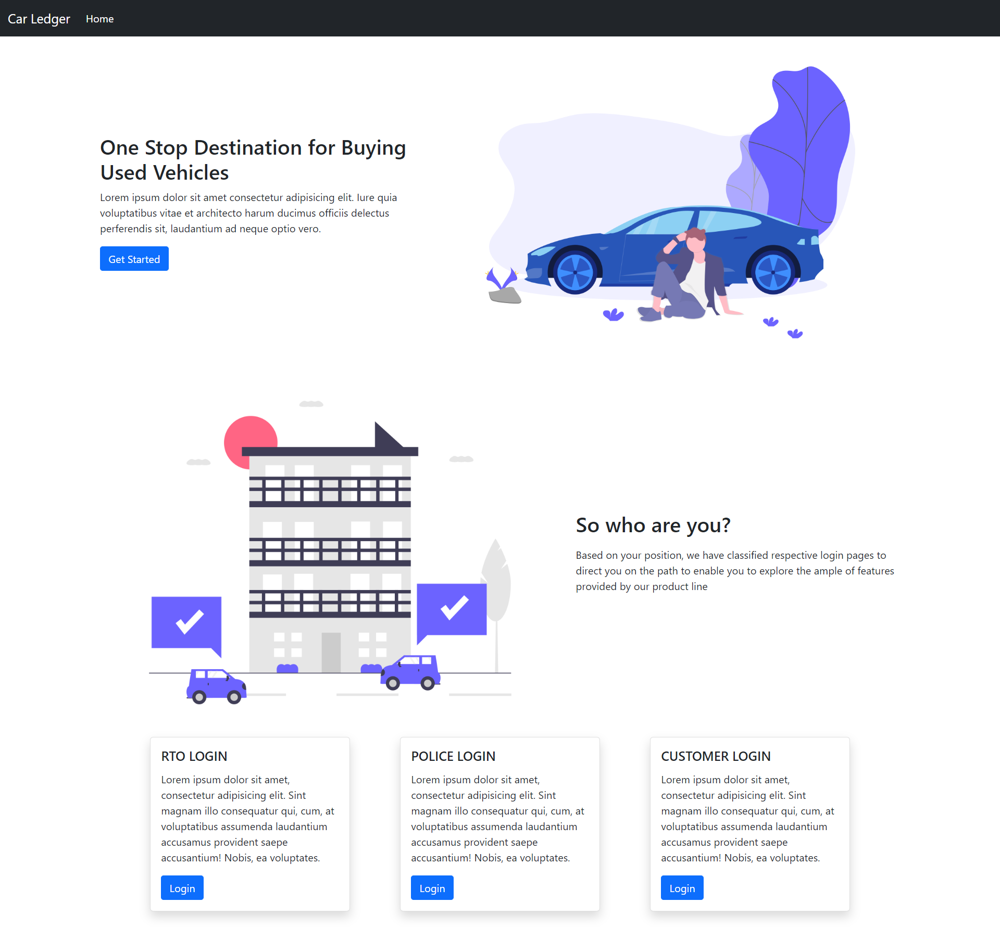 Car Ledger Home
One Stop Destination for Buying
Used Vehicles
Lorem ipsum dolor sit amet consectetur adipisicing elit. Iure quia
voluptatibus vitae et architecto harum ducimus officiis delectus
perferendis sit, laudantium ad neque optio vero.
Get Started
So who are you?
Based on your position, we have classified respective login pages to
direct you on the path to enable you to explore the ample of features
provided by our product line
RTO LOGIN
Lorem ipsum dolor sit amet,
consectetur adipisicing elit. Sint
magnam illo consequatur qui, cum, at
voluptatibus assumenda laudantium
accusamus provident saepe
accusantium! Nobis, ea voluptates.
Login
POLICE LOGIN
Lorem ipsum dolor sit amet,
consectetur adipisicing elit. Sint
magnam illo consequatur qui, cum, at
voluptatibus assumenda laudantium
accusamus provident saepe
accusantium! Nobis, ea voluptates.
Login
CUSTOMER LOGIN
Lorem ipsum dolor sit amet,
consectetur adipisicing elit. Sint
magnam illo consequatur qui, cum, at
voluptatibus assumenda laudantium
accusamus provident saepe
accusantium! Nobis, ea voluptates.
Login